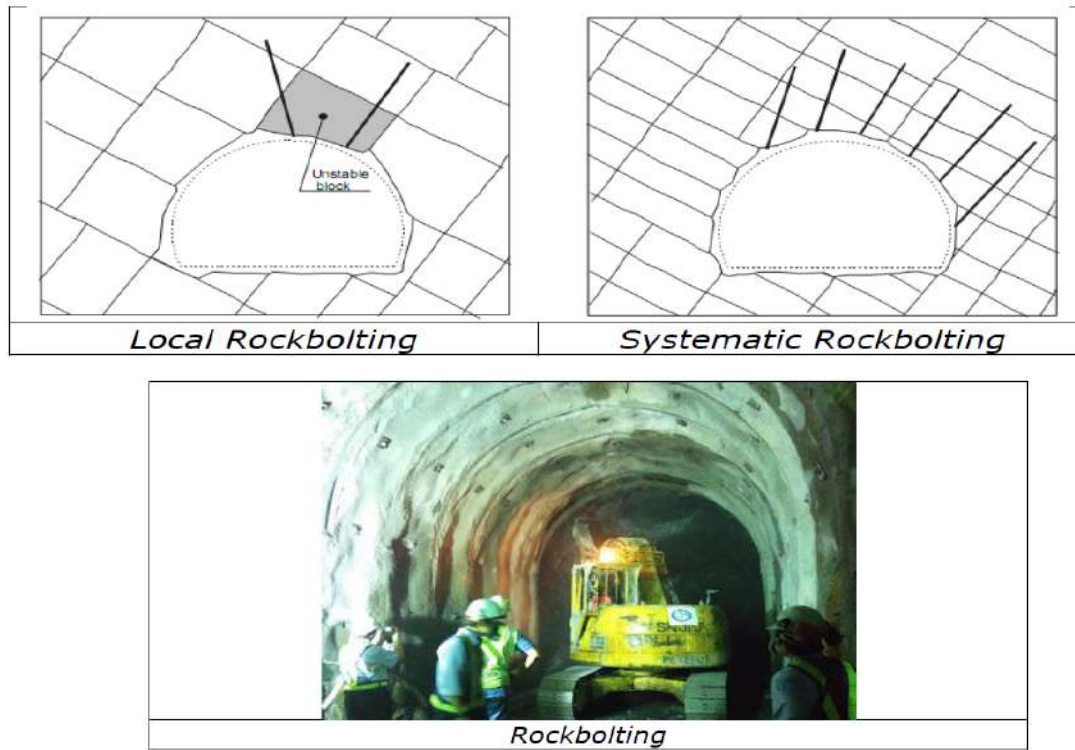 Unstable
block
Local Rockbolting
Systematic Rockbolting
Rockbolting